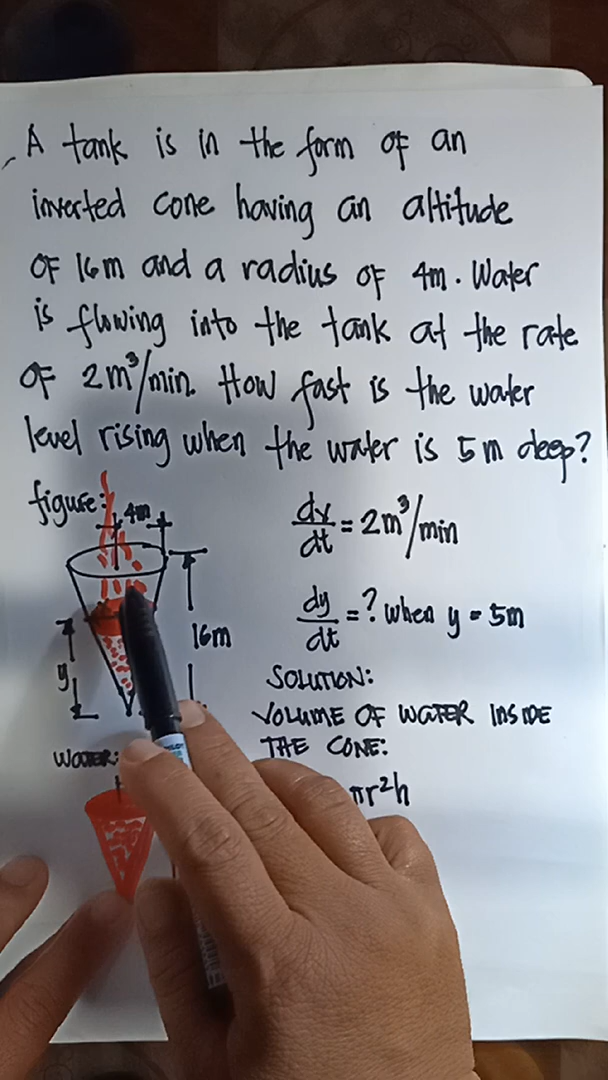 A tank is in the form of an
inverted cone having an altitude
of 16m and a radius of 4m. Water
is flowing into the tank at the rate
of 2m³/min. How fast is the water
level rising when the water is 5m deep?
figure:
4m
16m
y
dv/dt = 2m³/min
dy/dt = ? when y = 5m
SOLUTION:
VOLUME OF WATER INSIDE
THE CONE:
πr²h
WATER: